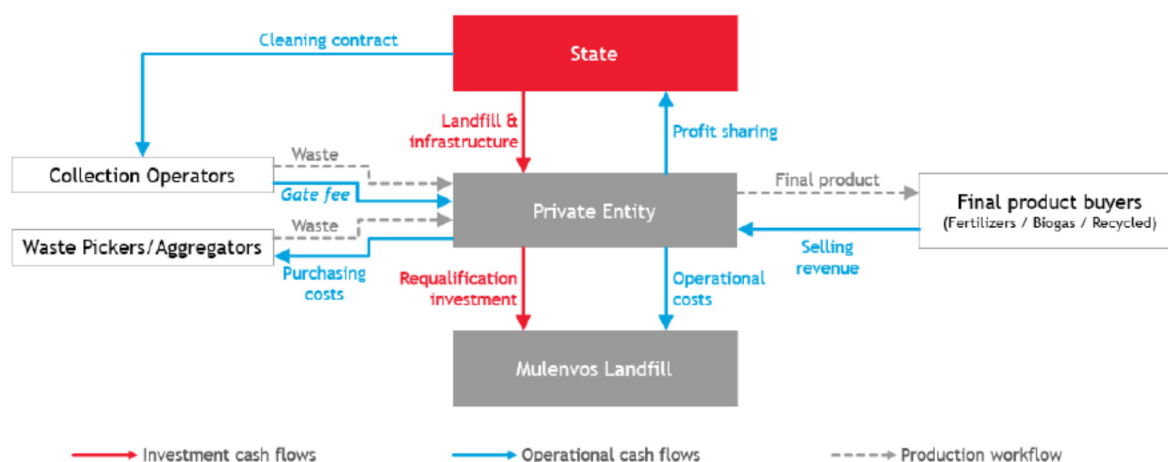 Cleaning contract
State
Landfill &
infrastructure
Profit sharing
Waste
Collection Operators
Gate fee
Waste
Waste Pickers/Aggregators
Purchasing
costs
Private Entity
Final product
Final product buyers
(Fertilizers / Biogas / Recycled)
Selling
revenue
Requalification
investment
Operational
costs
Mulenvos Landfill
Investment cash flows
Operational cash flows
Production workflow